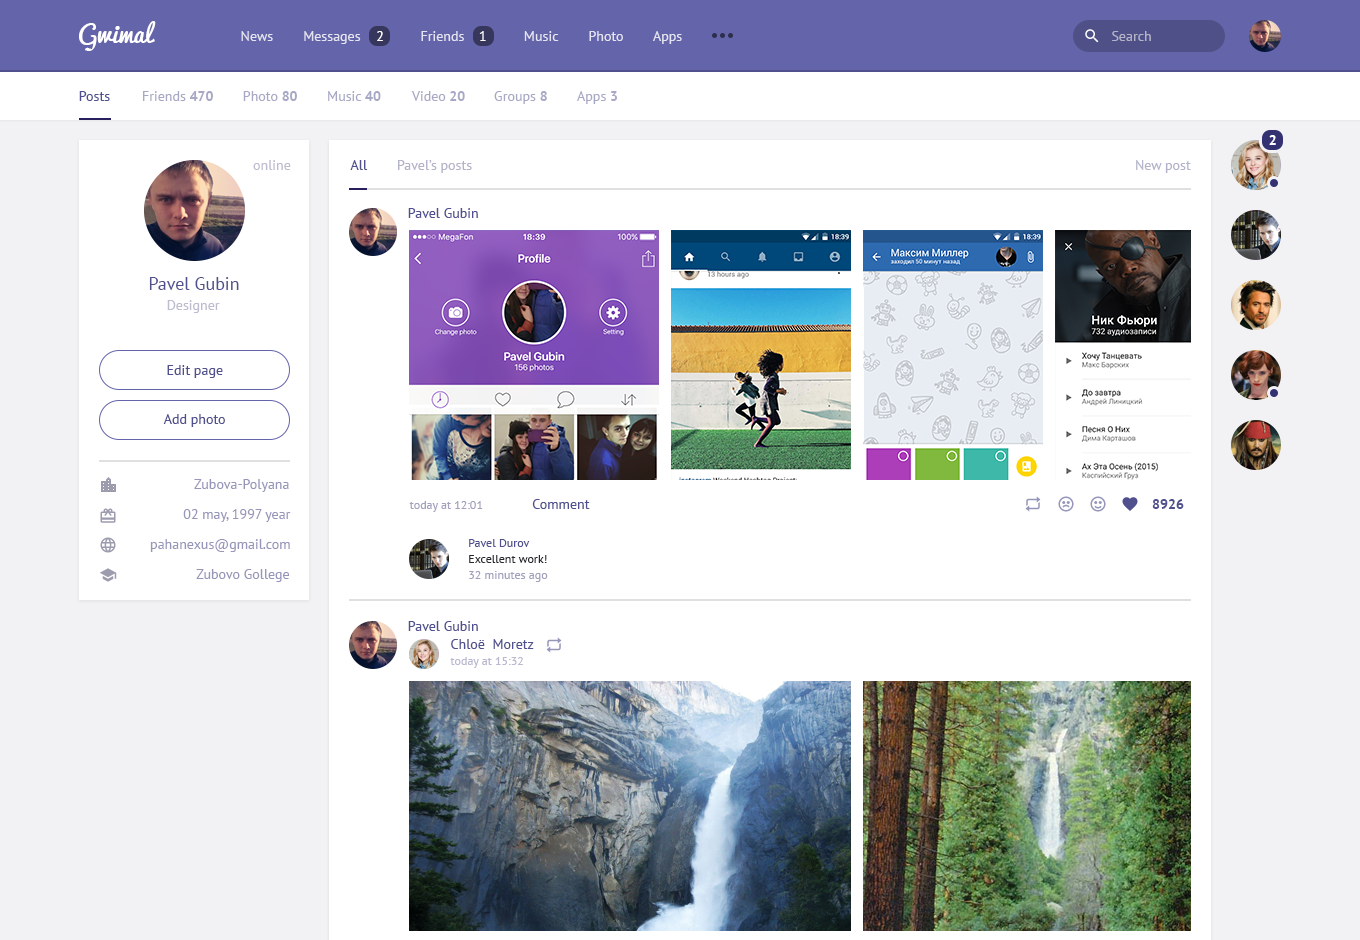 Gwimal
News
Messages 2
Friends 1
Music
Photo
Apps
Search
Posts
Friends 470
Photo 80
Music 40
Video 20
Groups 8
Apps 3
online
Pavel Gubin
Designer
Edit page
Add photo
Zubova-Polyana
02 may, 1997 year
pahanexus@gmail.com
Zubovo Gollege
All
Pavel's posts
New post
2
Pavel Gubin
MegaFon
18:39
100%
Profile
Change photo
Setting
Pavel Gubin
156 photos
18:39
13 hours ago
18:39
Максим Миллер
заходил 50 минут назад
Ник Фьюри
732 аудиозаписи
Хочу Танцевать
Макс Барских
До завтра
Андрей Линицкий
Песня О Них
Дима Карташов
Ах Эта Осень (2015)
Каспийский Груз
today at 12:01
Comment
8926
Pavel Durov
Excellent work!
32 minutes ago
Pavel Gubin
Chloë Moretz
today at 15:32